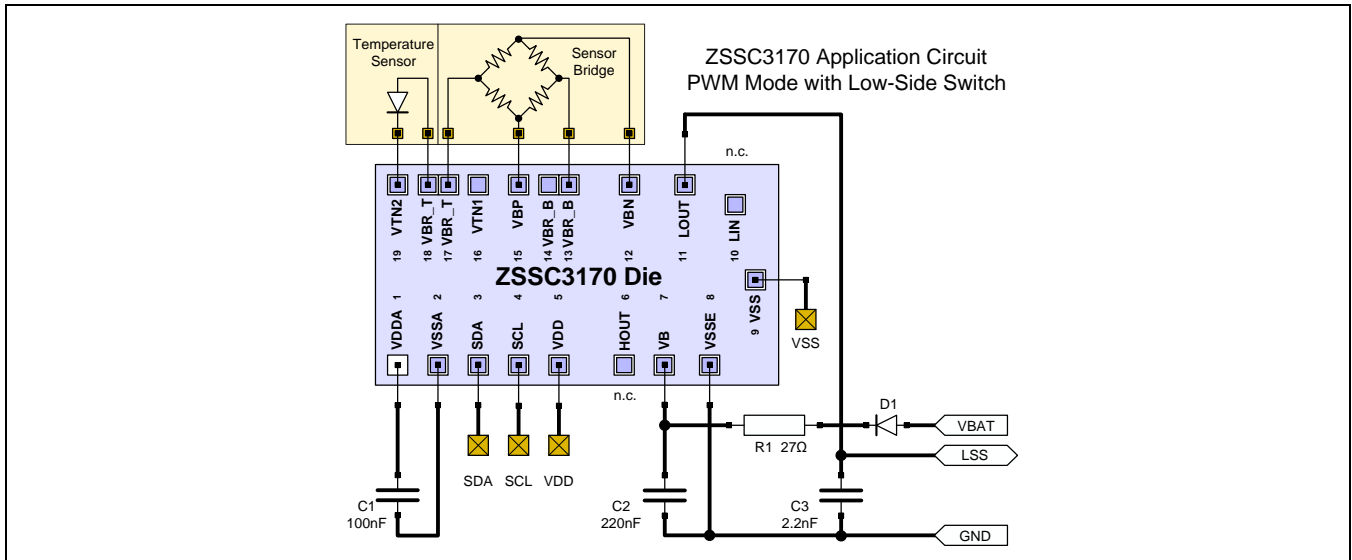 ZSSC3170 Application Circuit
PWM Mode with Low-Side Switch
Temperature
Sensor
Sensor
Bridge
n.c.
19 VTN2
18 VBR_T
17 VBR_T
16 VTN1
15 VBP
14 VBR_B
13 VBR_B
12 VBN
11 LOUT
10 LIN
ZSSC3170 Die
VDDA 1
VSSA 2
SDA 3
SCL 4
VDD 5
HOUT 6
VB 7
VSSE 8
9 VSS
VSS
n.c.
D1
VBAT
R1 27Ω
LSS
SDA SCL VDD
C1
100nF
C2
220nF
C3
2.2nF
GND